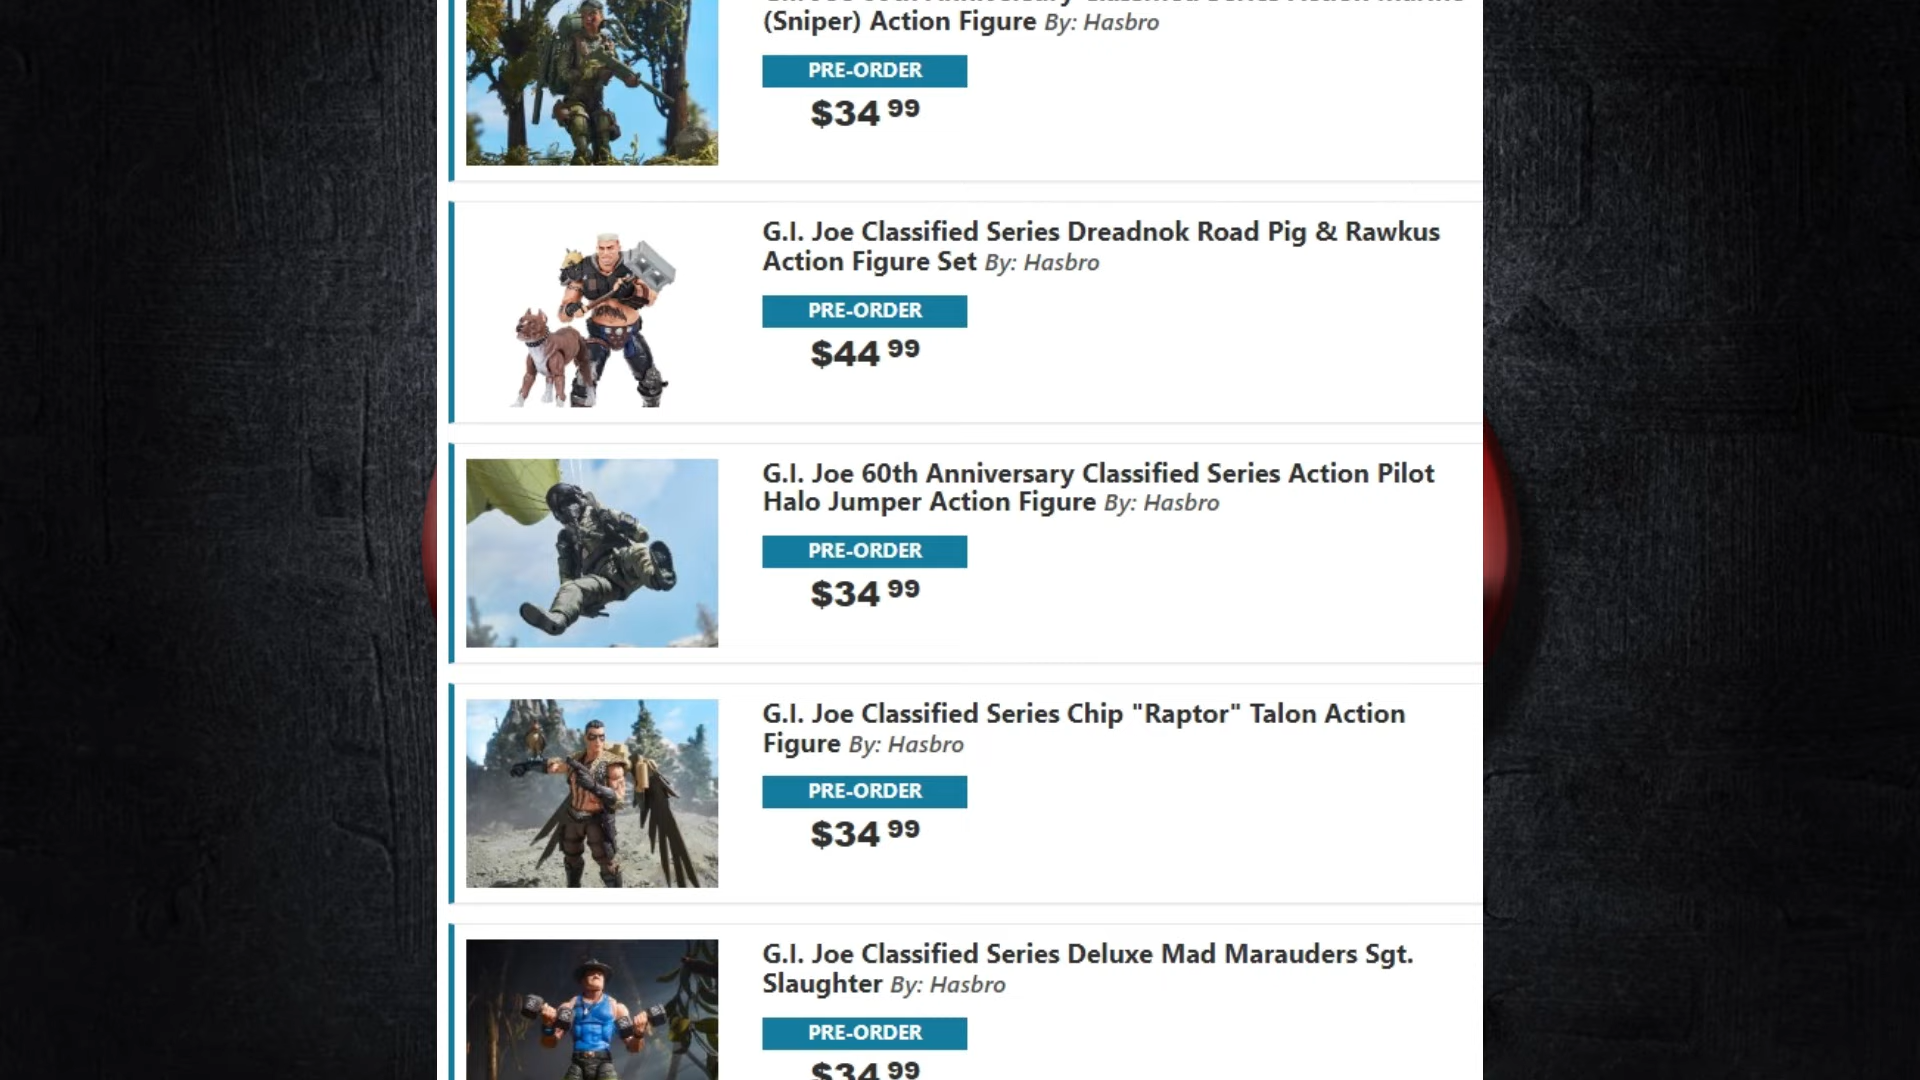 (Sniper) Action Figure By: Hasbro
PRE-ORDER
$34 99
G.I. Joe Classified Series Dreadnok Road Pig & Rawkus
Action Figure Set By: Hasbro
PRE-ORDER
$44 99
G.I. Joe 60th Anniversary Classified Series Action Pilot
Halo Jumper Action Figure By: Hasbro
PRE-ORDER
$34 99
G.I. Joe Classified Series Chip "Raptor" Talon Action
Figure By: Hasbro
PRE-ORDER
$34 99
G.I. Joe Classified Series Deluxe Mad Marauders Sgt.
Slaughter By: Hasbro
PRE-ORDER
$34 99